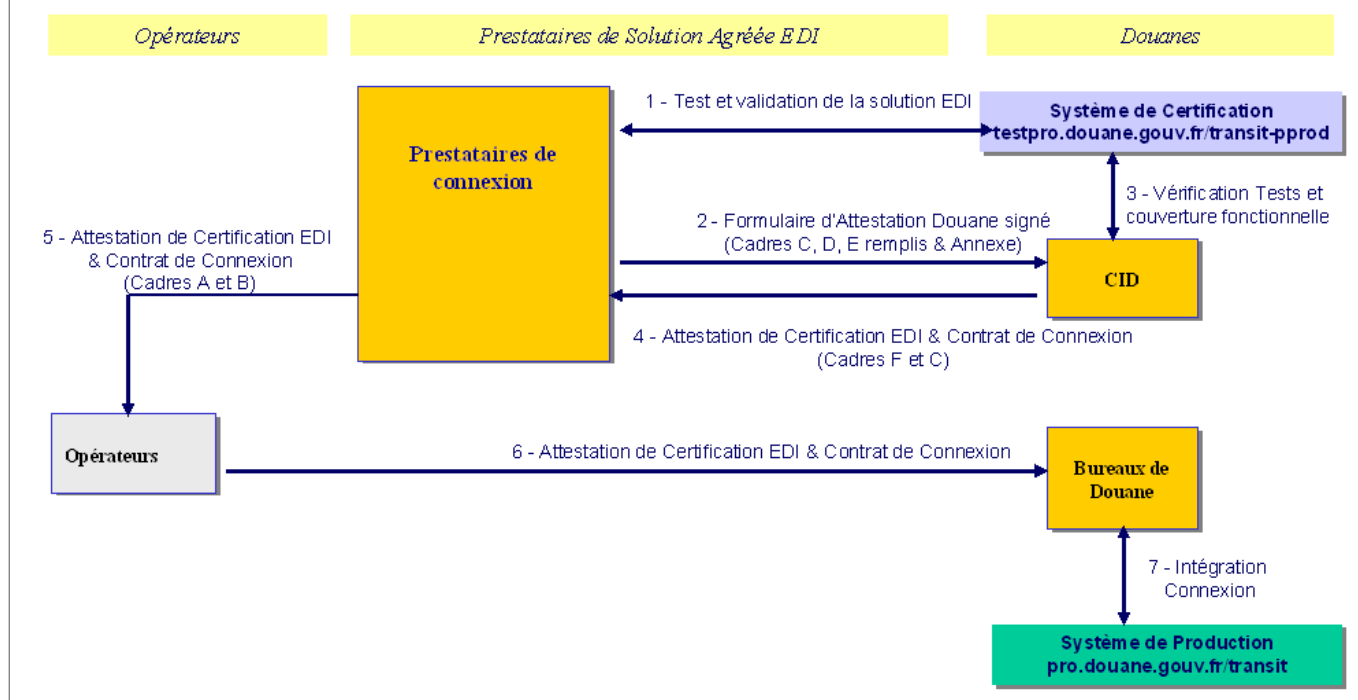 Opérateurs
Prestataires de Solution Agréée EDI
Douanes
1 - Test et validation de la solution EDI
Système de Certification
testpro.douane.gouv.fr/transit-pprod
Prestataires de
connexion
3 - Vérification Tests et
couverture fonctionnelle
2 - Formulaire d'Attestation Douane signé
(Cadres C, D, E remplis & Annexe)
5 - Attestation de Certification EDI
& Contrat de Connexion
(Cadres A et B)
CID
4 - Attestation de Certification EDI & Contrat de Connexion
(Cadres F et C)
Opérateurs
6 - Attestation de Certification EDI & Contrat de Connexion
Bureaux de
Douane
7 - Intégration
Connexion
Système de Production
pro.douane.gouv.fr/transit